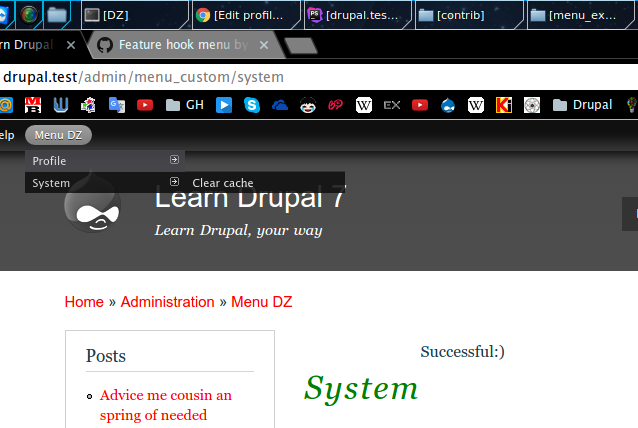 [DZ] [Edit profil... [drupal.tes... [contrib] [menu_ex...
rn Drupal × Feature hook menu by ×
drupal.test/admin/menu_custom/system
GH W EX W Ki Drupal
elp Menu DZ
Profile
System Clear cache
Learn Drupal 7
Learn Drupal, your way
Home » Administration » Menu DZ
Posts
Successful:)
System
Advice me cousin an
spring of needed